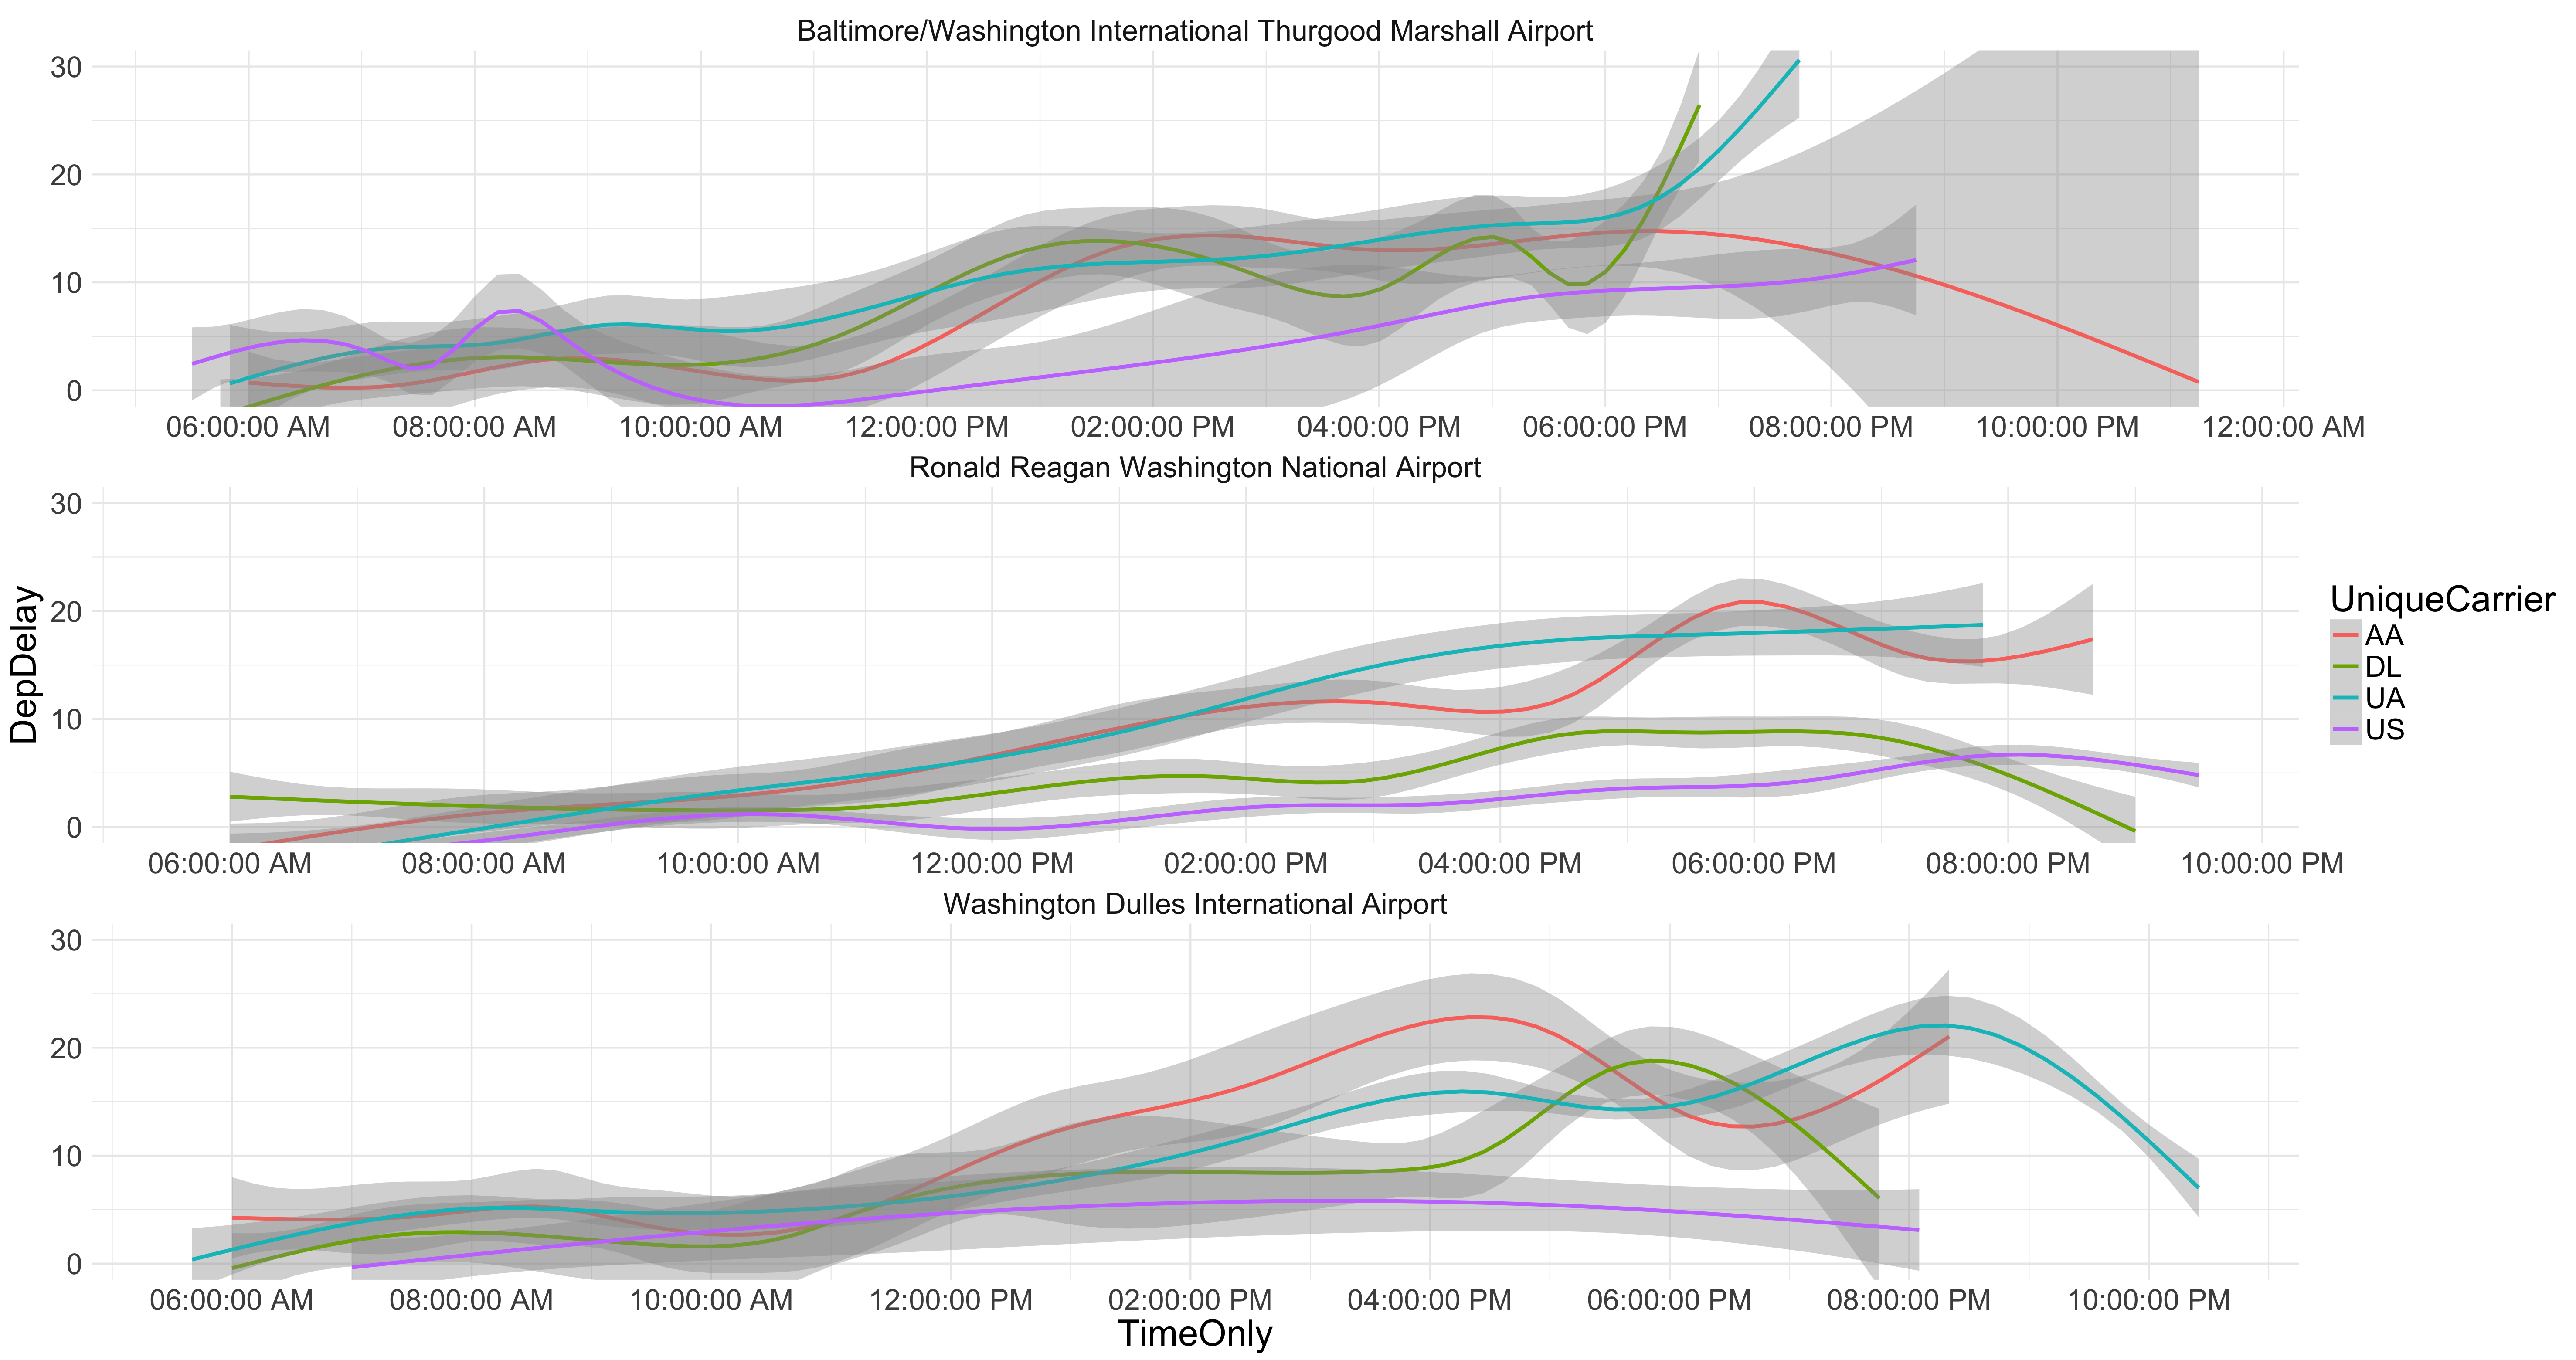 Baltimore/Washington International Thurgood Marshall Airport
30
20
10
0
06:00:00 AM 08:00:00 AM 10:00:00 AM 12:00:00 PM 02:00:00 PM 04:00:00 PM 06:00:00 PM 08:00:00 PM 10:00:00 PM 12:00:00 AM
Ronald Reagan Washington National Airport
30
20
10
0
06:00:00 AM 08:00:00 AM 10:00:00 AM 12:00:00 PM 02:00:00 PM 04:00:00 PM 06:00:00 PM 08:00:00 PM 10:00:00 PM
Washington Dulles International Airport
30
20
10
0
06:00:00 AM 08:00:00 AM 10:00:00 AM 12:00:00 PM 02:00:00 PM 04:00:00 PM 06:00:00 PM 08:00:00 PM 10:00:00 PM
TimeOnly
DepDelay
UniqueCarrier
AA
DL
UA
US